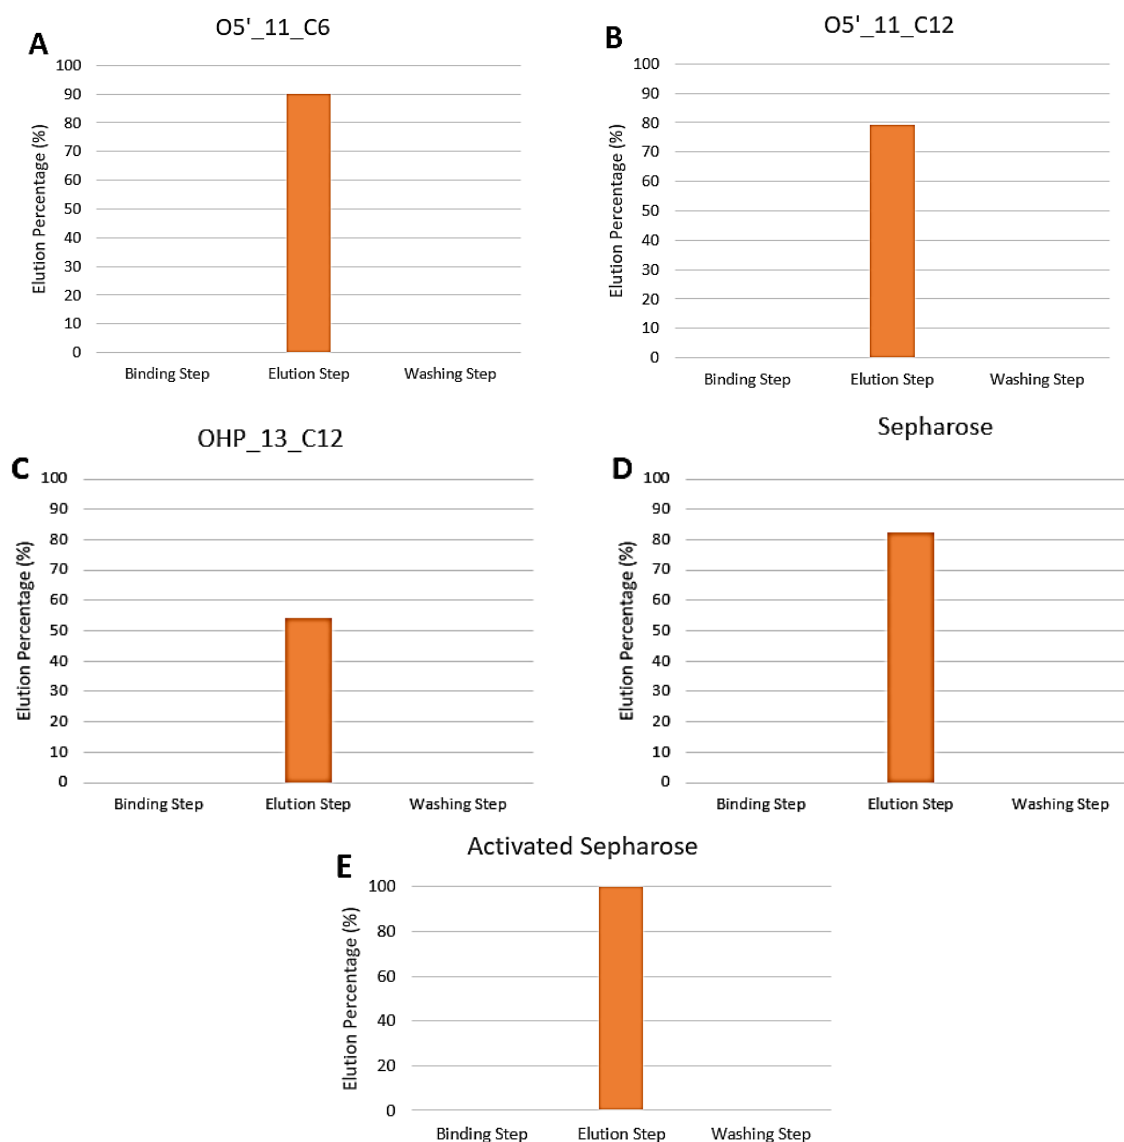 A
O5'_11_C6
Elution Percentage (%)
100
90
80
70
60
50
40
30
20
10
0
Binding Step Elution Step Washing Step
B
O5'_11_C12
Elution Percentage (%)
100
90
80
70
60
50
40
30
20
10
0
Binding Step Elution Step Washing Step
C
OHP_13_C12
Elution Percentage (%)
100
90
80
70
60
50
40
30
20
10
0
Binding Step Elution Step Washing Step
D
Sepharose
Elution Percentage (%)
100
90
80
70
60
50
40
30
20
10
0
Binding Step Elution Step Washing Step
E
Activated Sepharose
Elution Percentage (%)
100
80
60
40
20
0
Binding Step Elution Step Washing Step